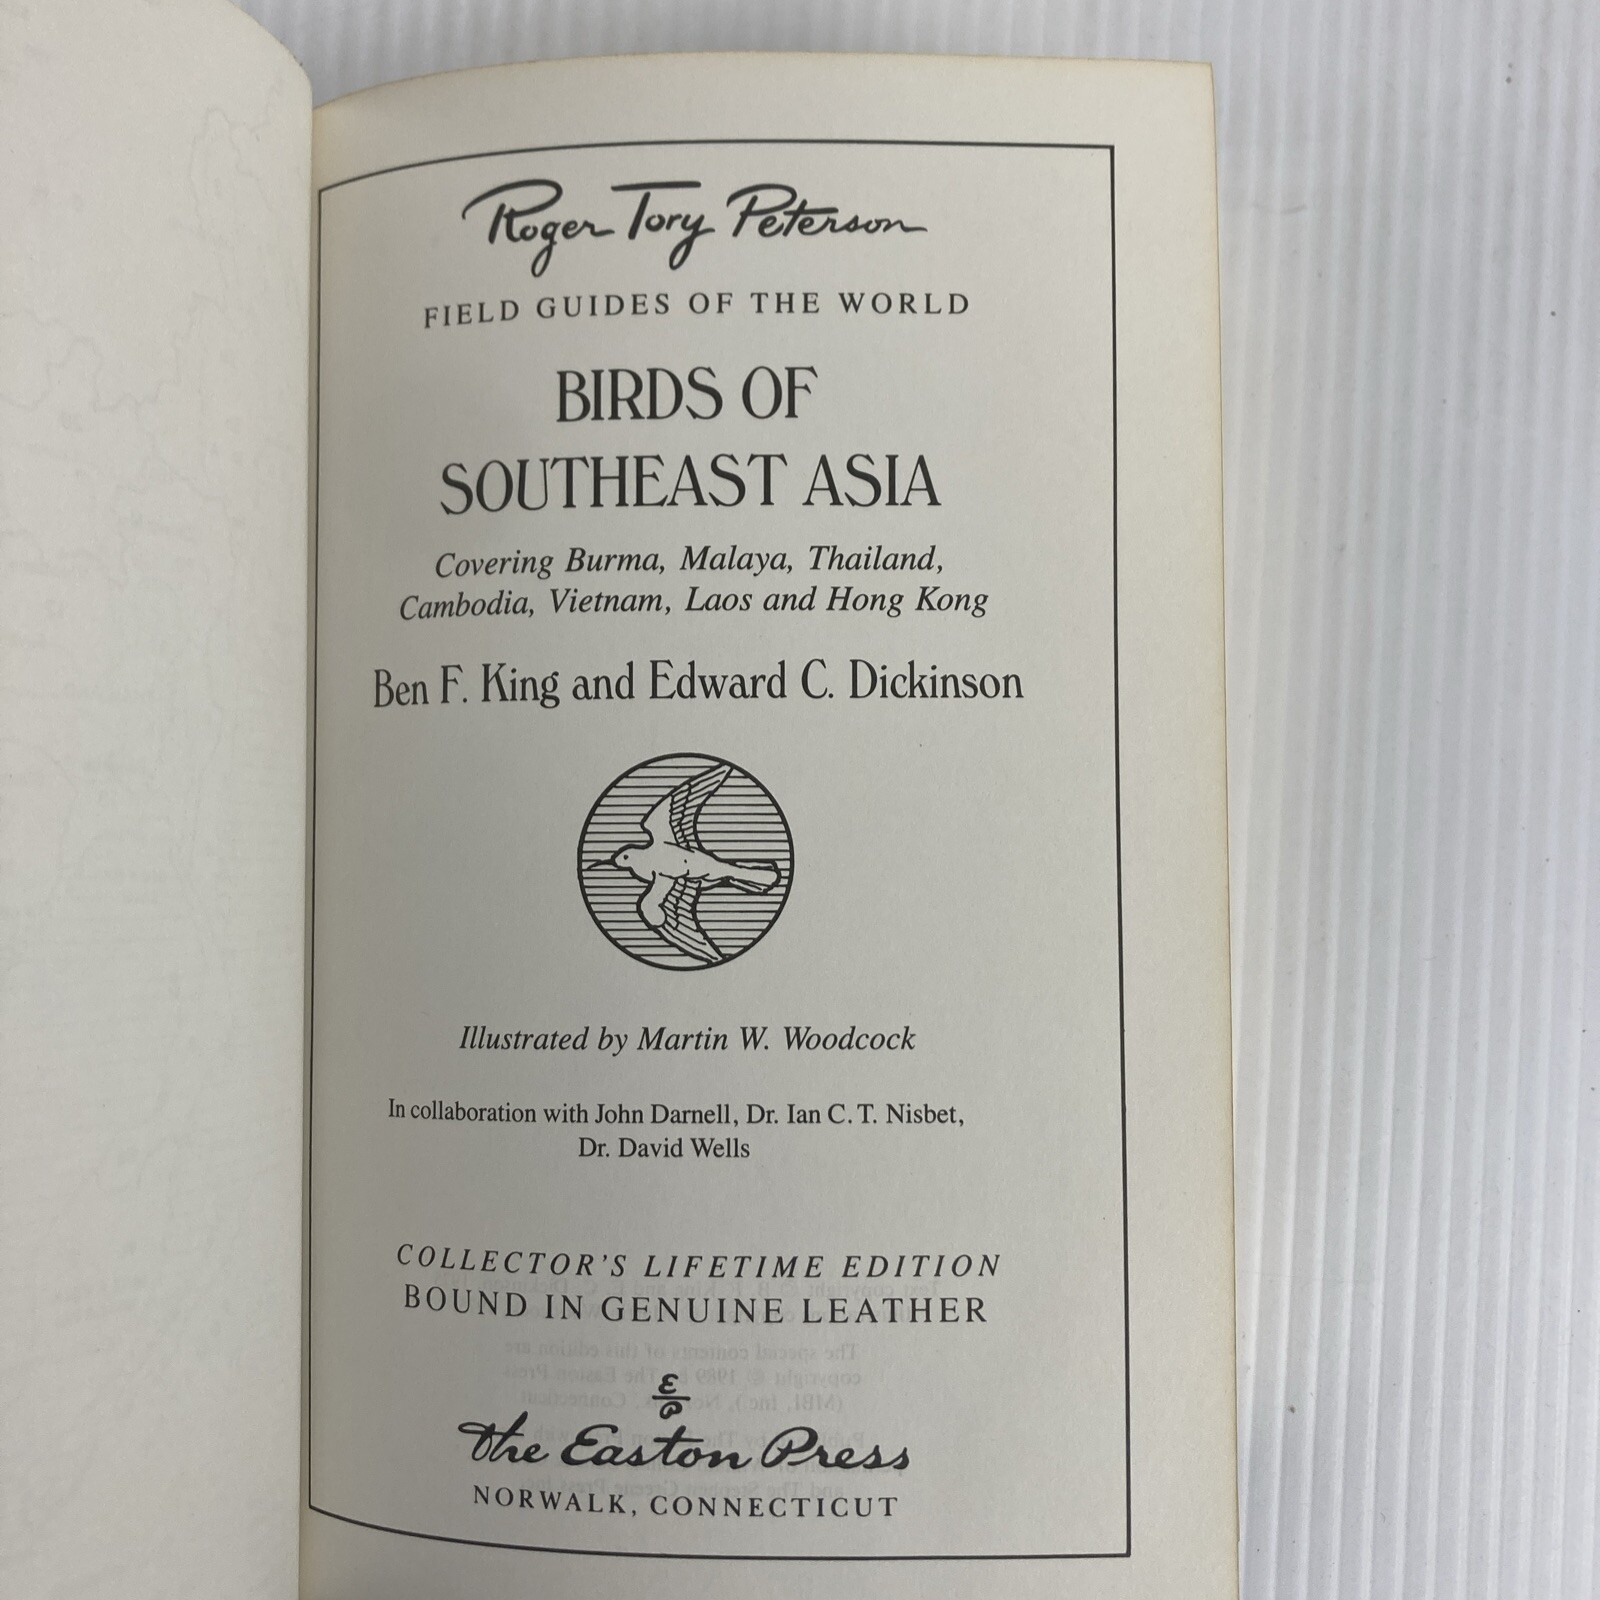 Roger Tory Peterson
FIELD GUIDES OF THE WORLD
BIRDS OF
SOUTHEAST ASIA
Covering Burma, Malaya, Thailand,
Cambodia, Vietnam, Laos and Hong Kong
Ben F. King and Edward C. Dickinson
Illustrated by Martin W. Woodcock
In collaboration with John Darnell, Dr. Ian C.T. Nisbet,
Dr. David Wells
COLLECTOR'S LIFETIME EDITION
BOUND IN GENUINE LEATHER
E
P
The Easton Press
NORWALK, CONNECTICUT